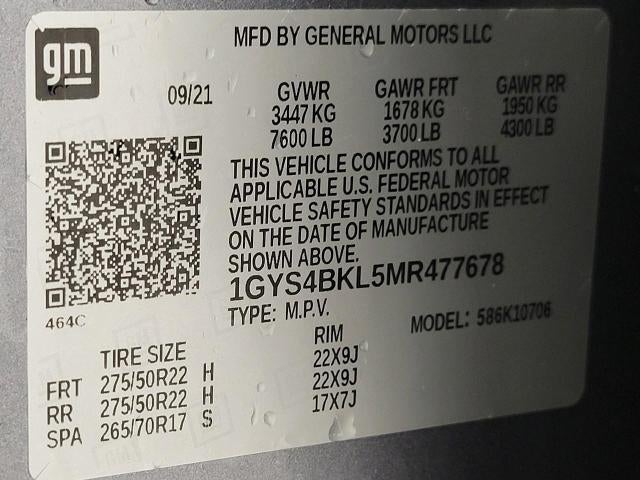 gm
MFD BY GENERAL MOTORS LLC
09/21
GVWR GAWR FRT GAWR RR
3447 KG 1678 KG 1950 KG
7600 LB 3700 LB 4300 LB
THIS VEHICLE CONFORMS TO ALL
APPLICABLE U.S. FEDERAL MOTOR
VEHICLE SAFETY STANDARDS IN EFFECT
ON THE DATE OF MANUFACTURE
SHOWN ABOVE.
1GYS4BKL5MR477678
464C
TYPE: M.P.V. MODEL: 586K10706
TIRE SIZE RIM
FRT 275/50R22 H 22X9J
RR 275/50R22 H 22X9J
SPA 265/70R17 S 17X7J